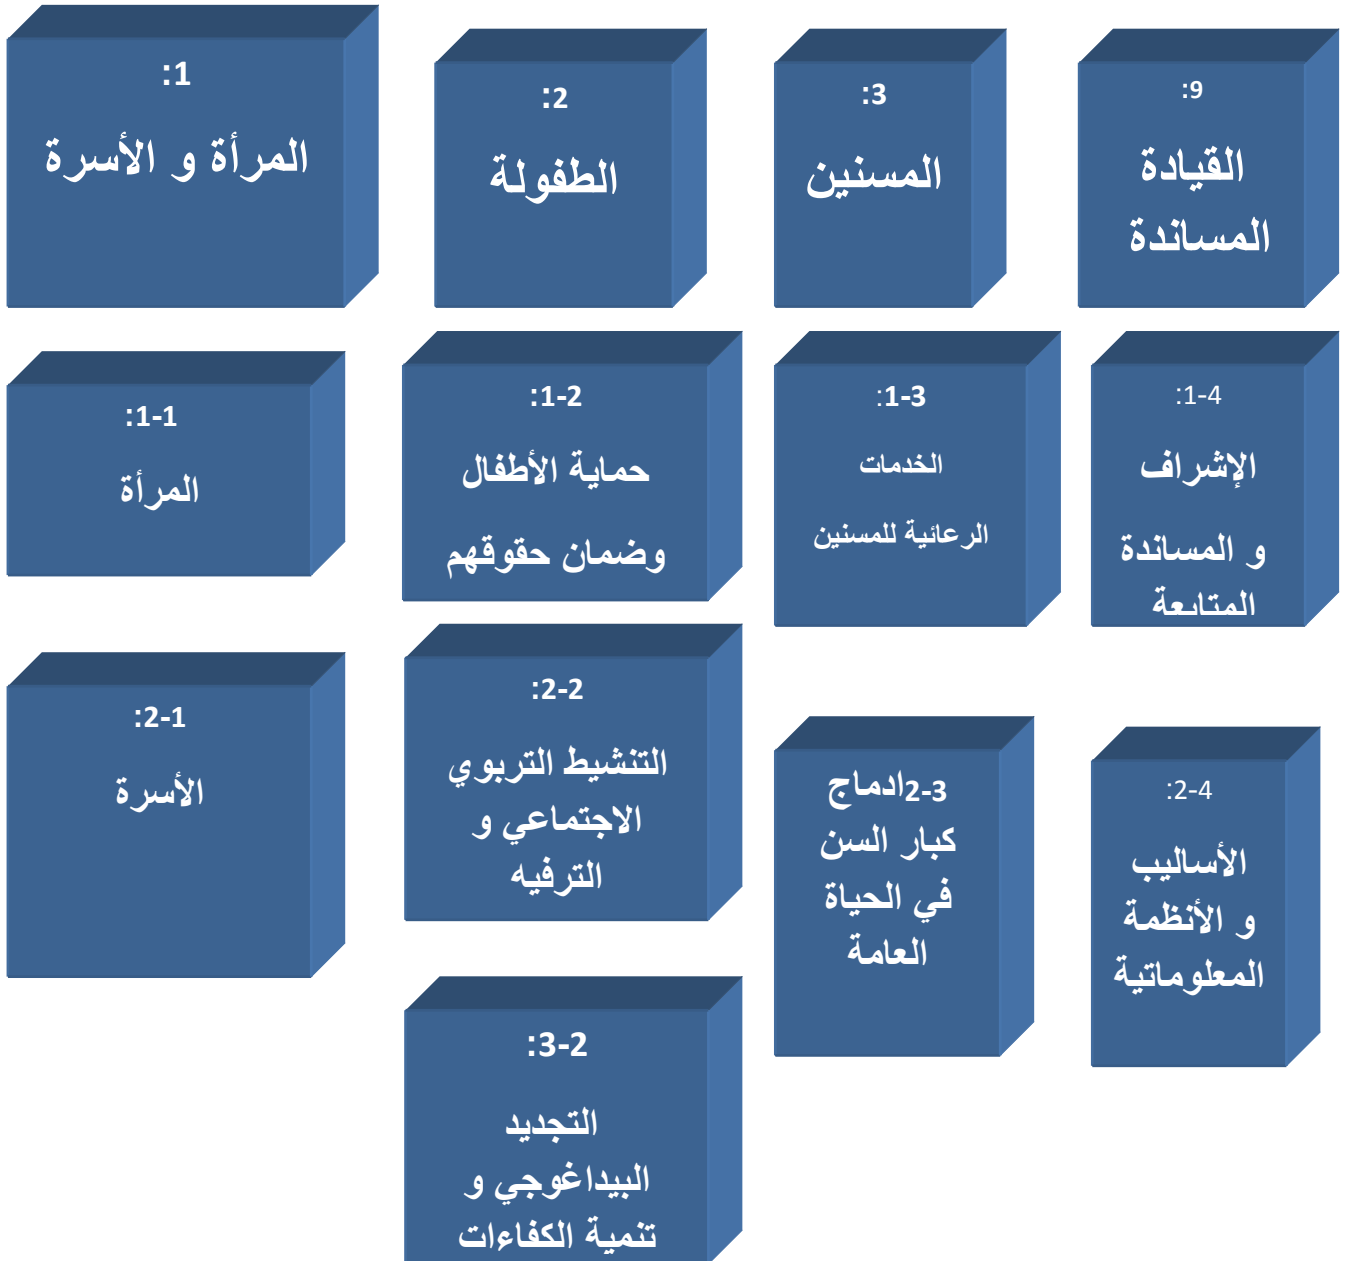 1:
المرأة و الأسرة
2:
الطفولة
3:
المسنين
9:
القيادة
المساندة
1-1:
المرأة
1-2:
حماية الأطفال
وضمان حقوقهم
1-3:
الخدمات
الرعائية للمسنين
1-4:
الإشراف
و المساندة
المتابعة
2-1:
الأسرة
2-2:
التنشيط التربوي
الاجتماعي و
الترفيه
2-3ادماج
كبار السن
في الحياة
العامة
2-4:
الأساليب
و الأنظمة
المعلوماتية
3-2:
التجديد
البيداغوجي و
تنمية الكفاءات